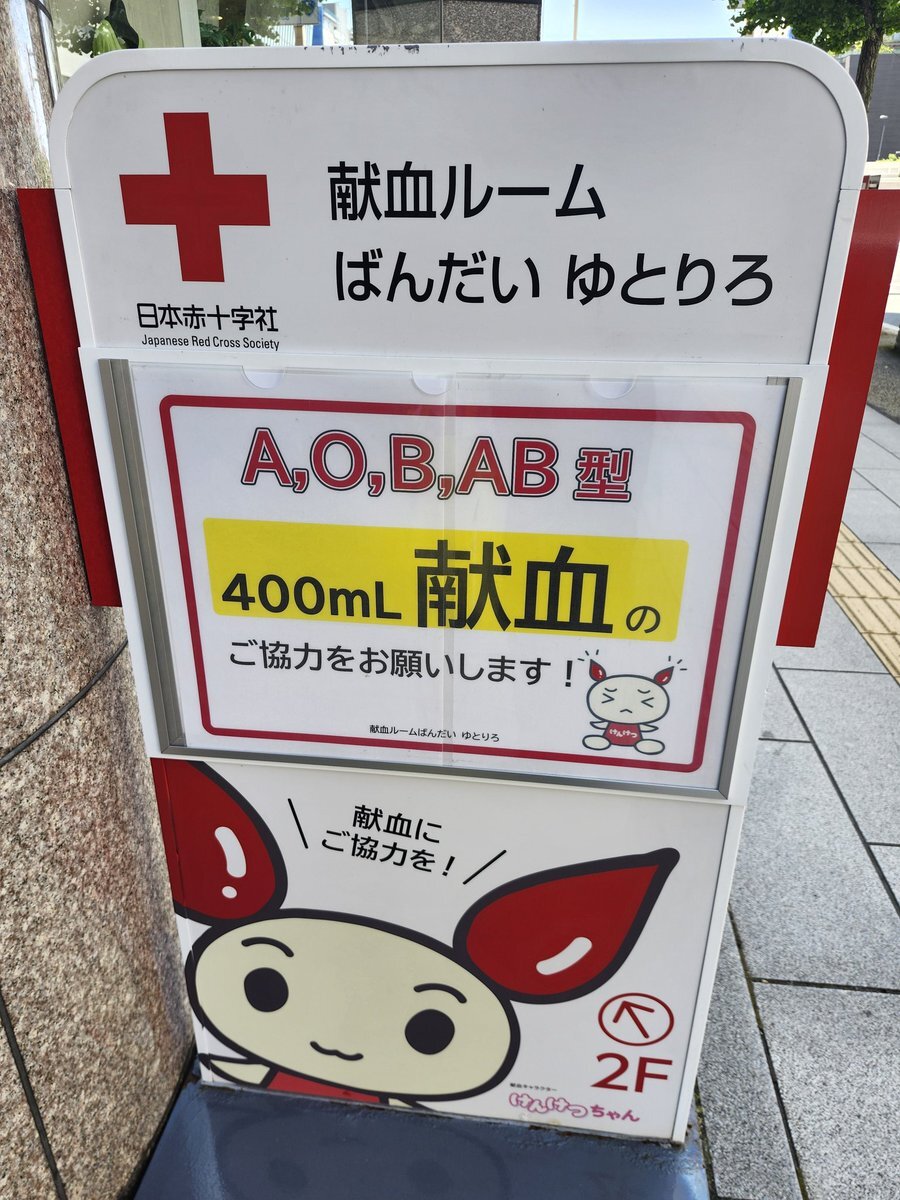 献血ルーム
ばんだい ゆとりろ
日本赤十字社
Japanese Red Cross Society
A,O,B,AB 型
400mL 献血 の
ご協力をお願いします！
けんけつ
献血ルームばんだい ゆとりろ
献血に
ご協力を！
2F
献血キャラクター
けんけつちゃん